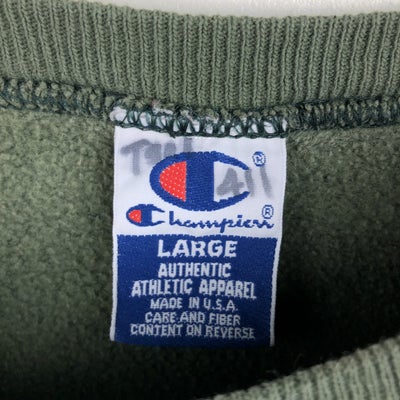 Champion®
LARGE
AUTHENTIC
ATHLETIC APPAREL
MADE IN U.S.A.
CARE AND FIBER
CONTENT ON REVERSE